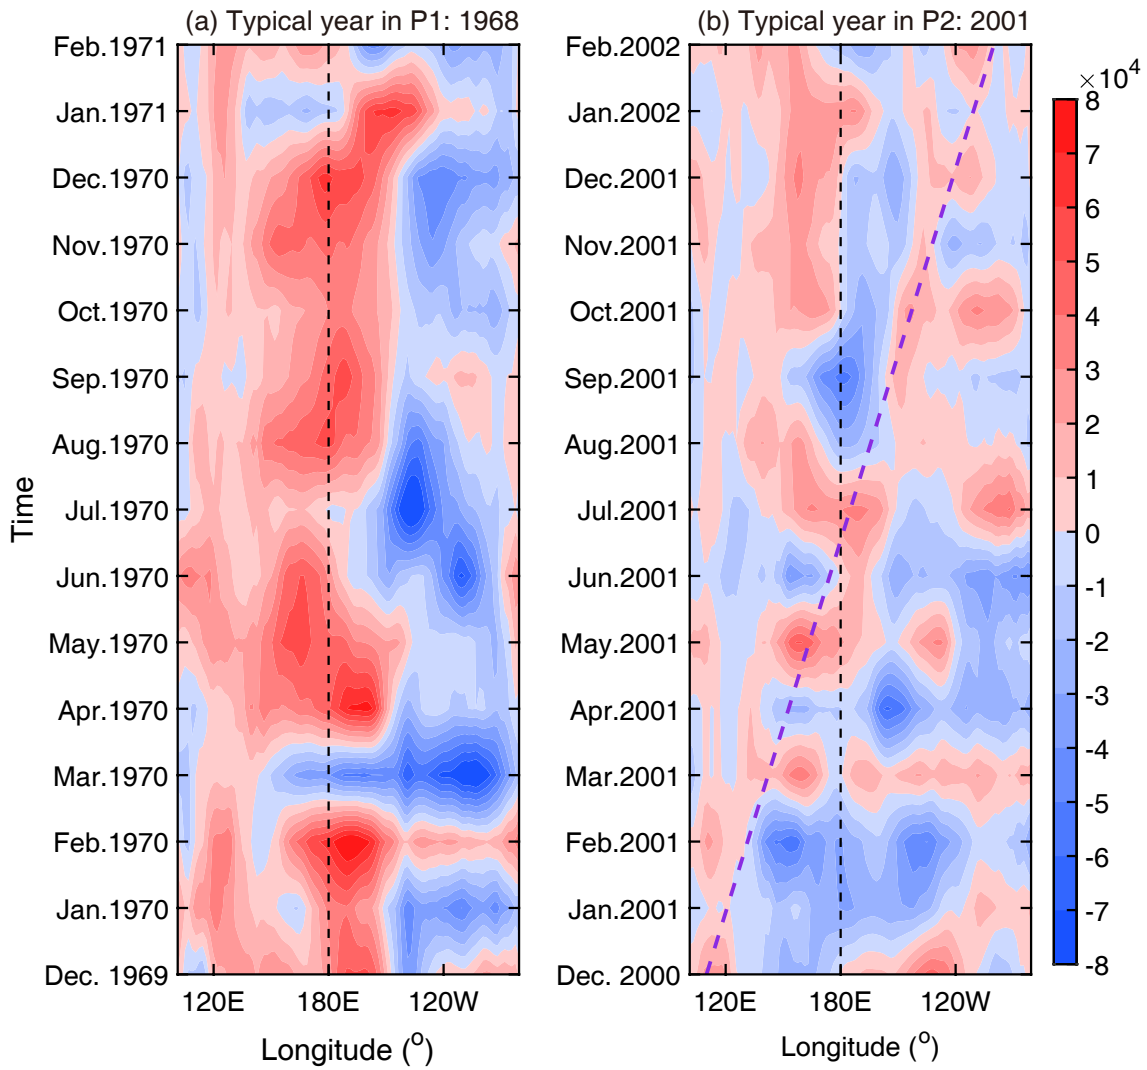 (a) Typical year in P1: 1968
(b) Typical year in P2: 2001
Feb.1971
Jan.1971
Dec.1970
Nov.1970
Oct.1970
Sep.1970
Aug.1970
Jul.1970
Jun.1970
May.1970
Apr.1970
Mar.1970
Feb.1970
Jan.1970
Dec. 1969
Time
120E 180E 120W
Longitude (o)
Feb.2002
Jan.2002
Dec.2001
Nov.2001
Oct.2001
Sep.2001
Aug.2001
Jul.2001
Jun.2001
May.2001
Apr.2001
Mar.2001
Feb.2001
Jan.2001
Dec. 2000
120E 180E 120W
Longitude (o)
×10⁴
8
7
6
5
4
3
2
1
0
-1
-2
-3
-4
-5
-6
-7
-8